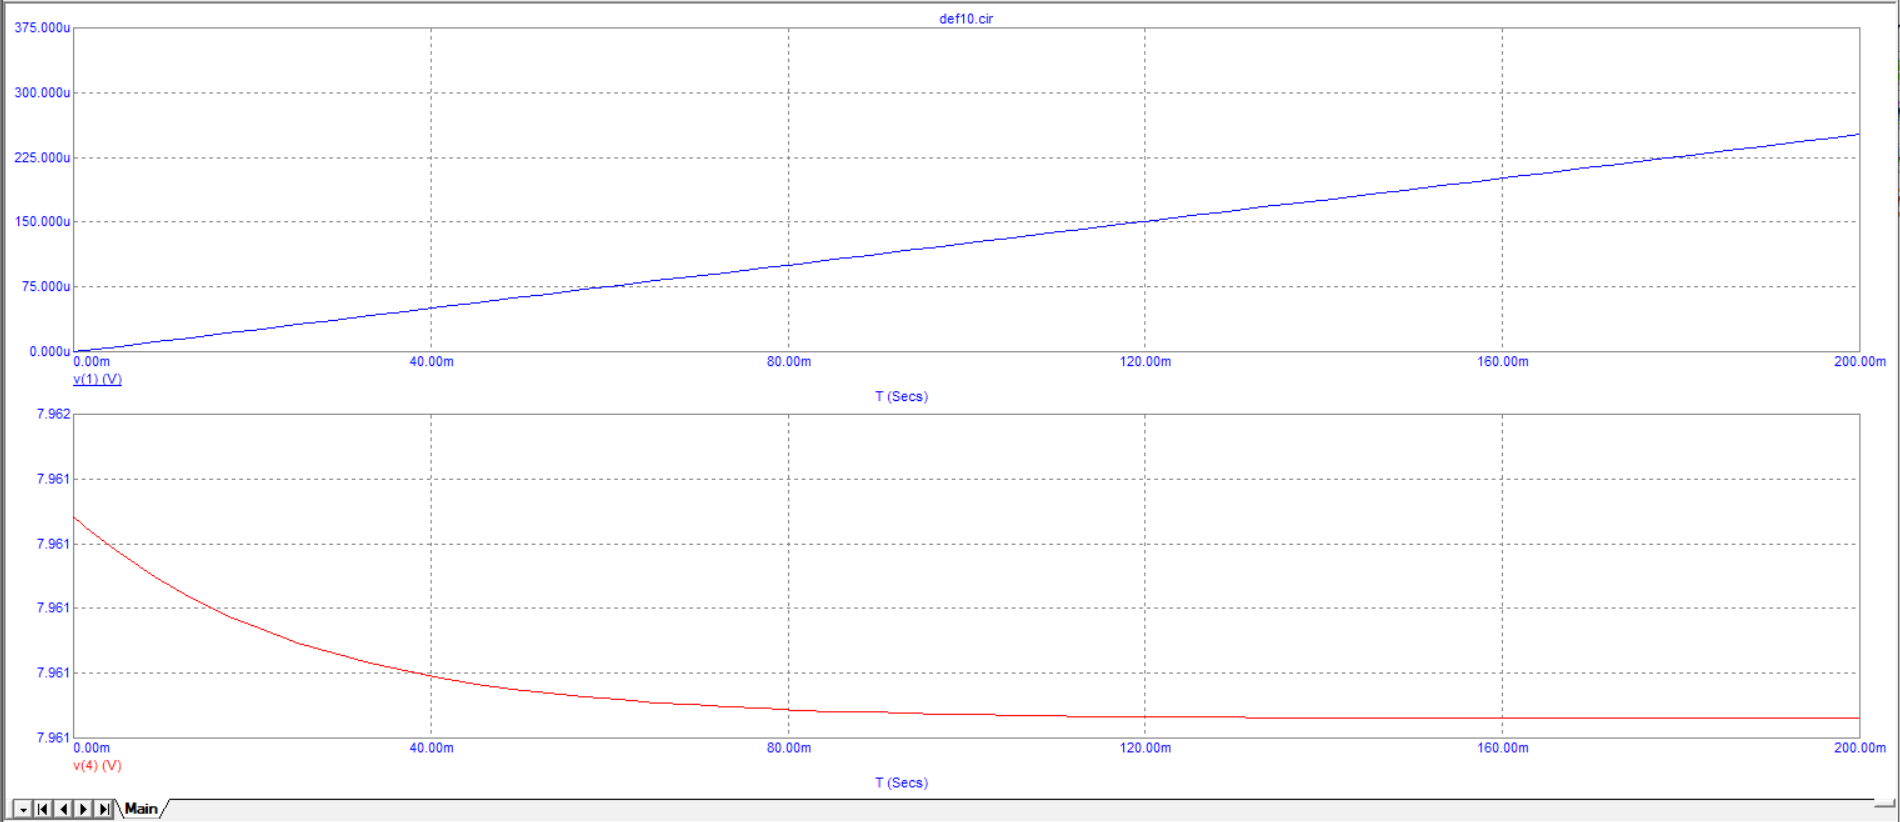 def10.cir
375.000u
300.000u
225.000u
150.000u
75.000u
0.000u
0.00m 40.00m 80.00m 120.00m 160.00m 200.00m
v(1) (V)
T (Secs)
7.962
7.961
7.961
7.961
7.961
7.961
0.00m 40.00m 80.00m 120.00m 160.00m 200.00m
v(4) (V)
T (Secs)
Main